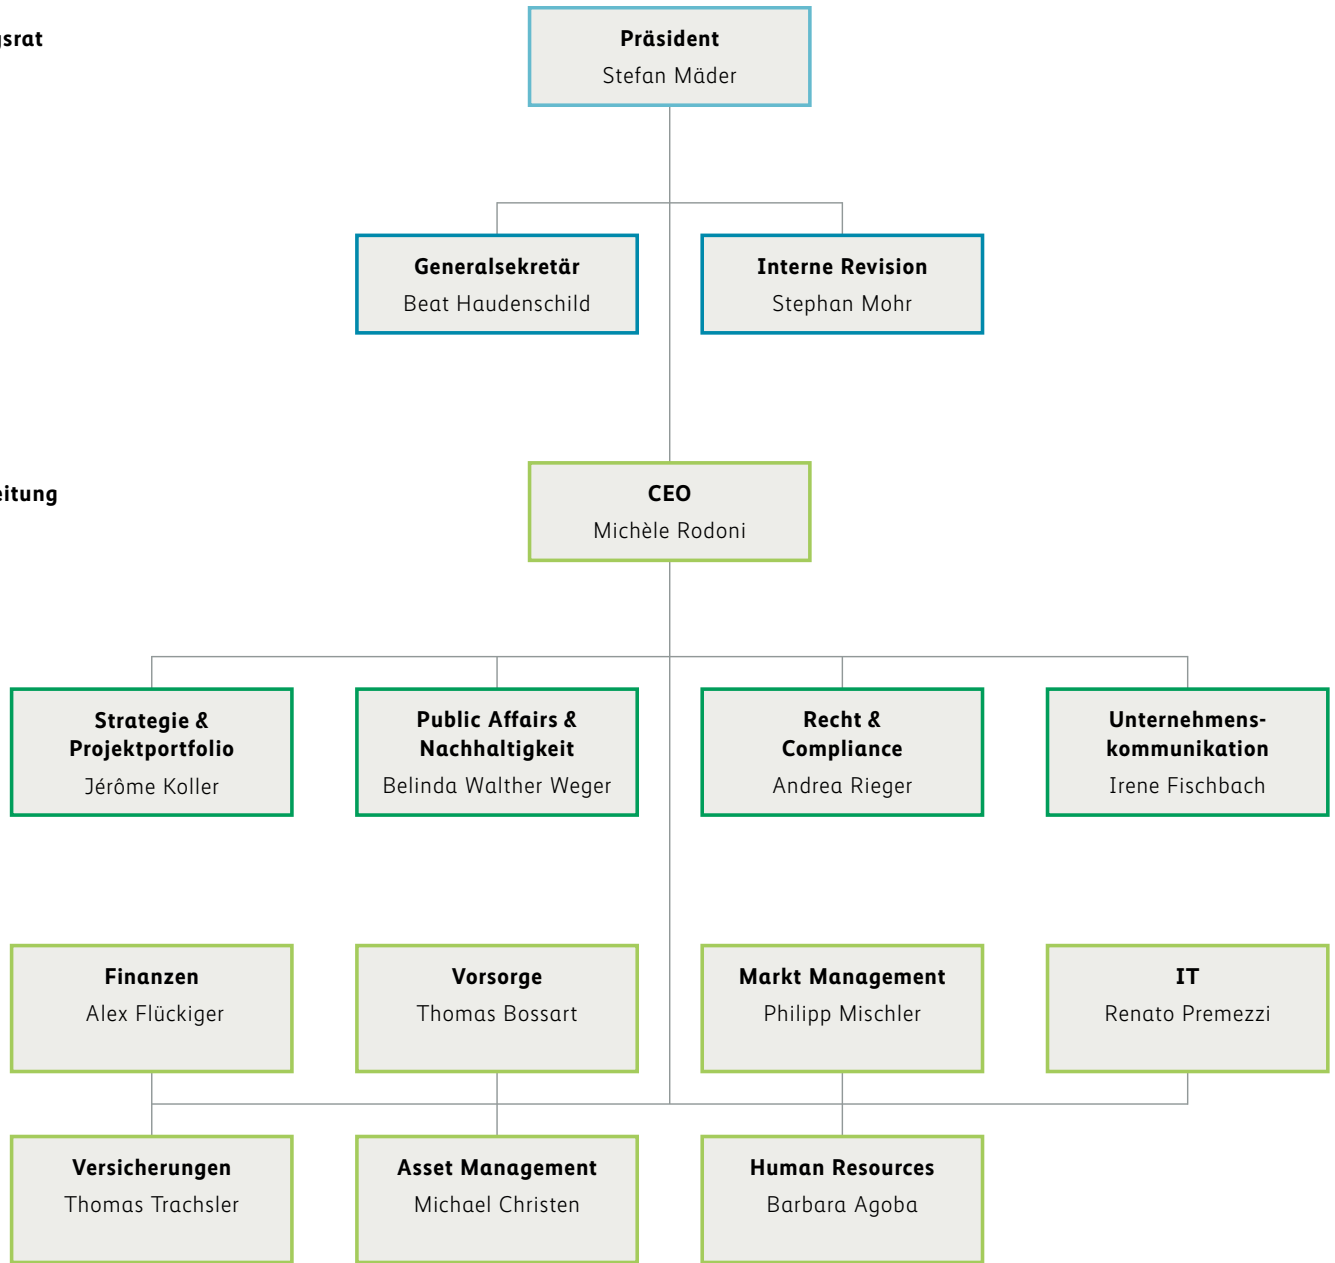 gsrat
Präsident
Stefan Mäder
Generalsekretär
Beat Haudenschild
Interne Revision
Stephan Mohr
eitung
CEO
Michèle Rodoni
Strategie &
Projektportfolio
Jérôme Koller
Public Affairs &
Nachhaltigkeit
Belinda Walther Weger
Recht &
Compliance
Andrea Rieger
Unternehmens-
kommunikation
Irene Fischbach
Finanzen
Alex Flückiger
Vorsorge
Thomas Bossart
Markt Management
Philipp Mischler
IT
Renato Premezzi
Versicherungen
Thomas Trachsler
Asset Management
Michael Christen
Human Resources
Barbara Agoba